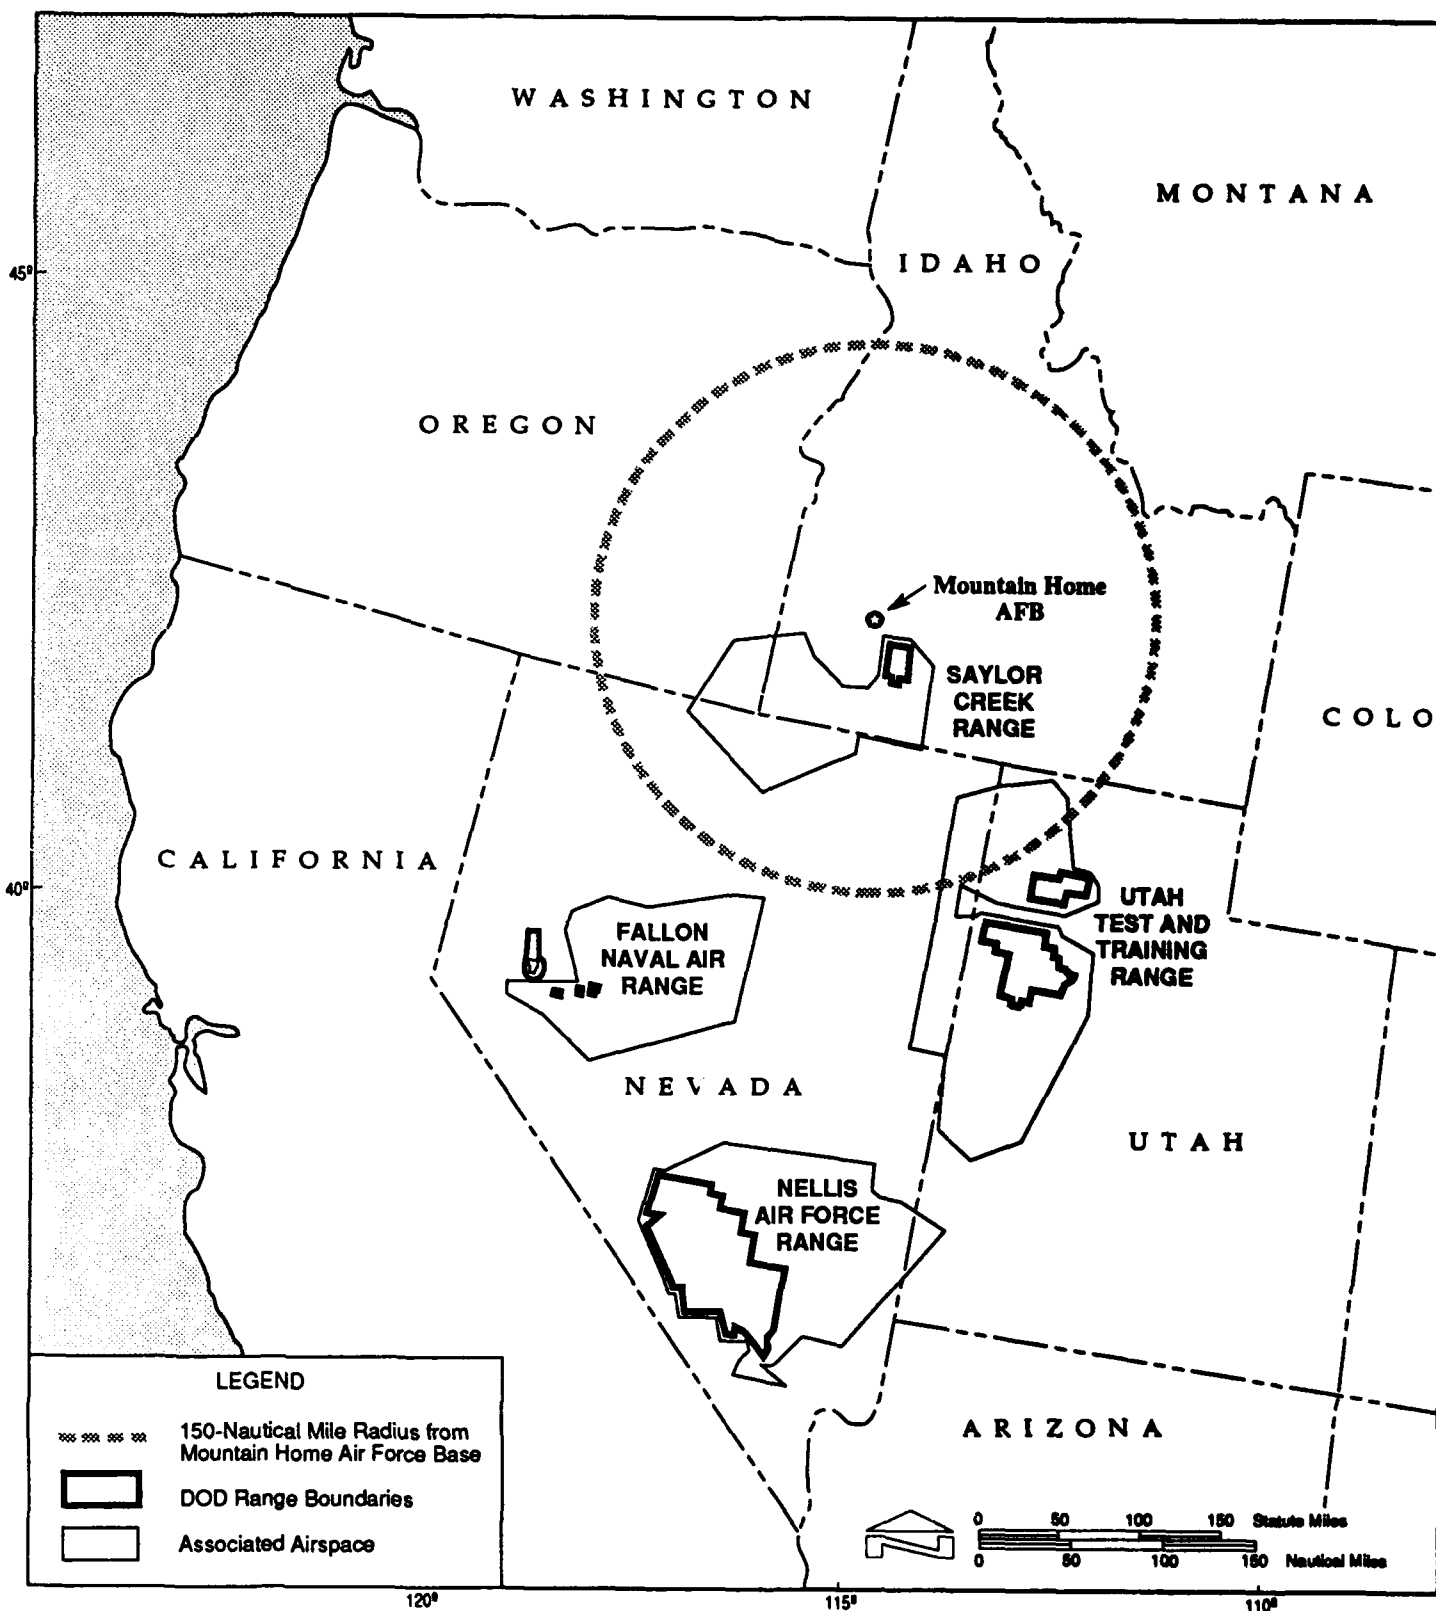 WASHINGTON
MONTANA
IDAHO
45°
OREGON
Mountain Home
AFB
SAYLOR
CREEK
RANGE
COLO
CALIFORNIA
40°
UTAH
TEST AND
TRAINING
RANGE
FALLON
NAVAL AIR
RANGE
NEVADA
UTAH
NELLIS
AIR FORCE
RANGE
LEGEND
150-Nautical Mile Radius from
Mountain Home Air Force Base
DOD Range Boundaries
Associated Airspace
ARIZONA
N
0 50 100 150 Statute Miles
0 50 100 150 Nautical Miles
120° 115° 110°